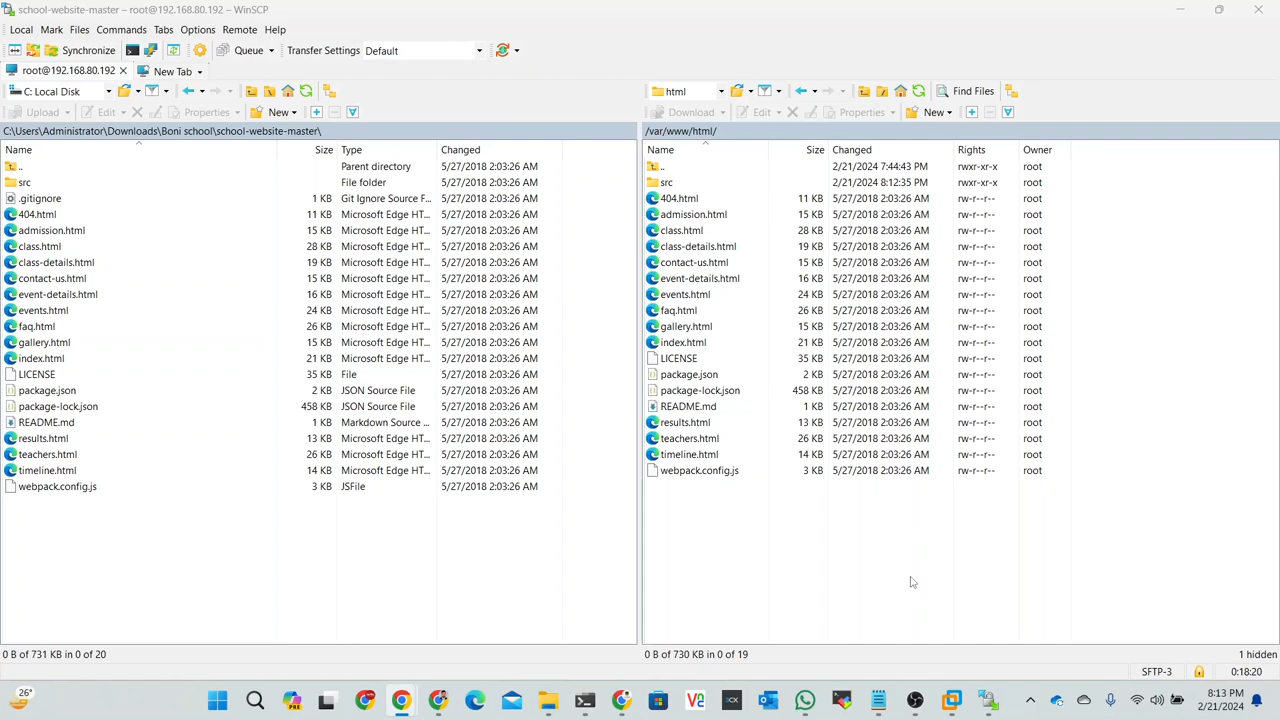 school-website-master – root@192.168.80.192 – WinSCP
Local Mark Files Commands Tabs Options Remote Help
Synchronize Queue Transfer Settings Default
root@192.168.80.192 New Tab
C: Local Disk html Find Files
Upload Edit Properties New Download Edit Properties New
C:\Users\Administrator\Downloads\Boni school\school-website-master\ /var/www/html/
Name Size Type Changed Name Size Changed Rights Owner
.. Parent directory 5/27/2018 2:03:26 AM .. 2/21/2024 7:44:43 PM rwxr-xr-x root
src File folder 5/27/2018 2:03:26 AM src 2/21/2024 8:12:35 PM rwxr-xr-x root
.gitignore 1 KB Git Ignore Source F... 5/27/2018 2:03:26 AM 404.html 11 KB 5/27/2018 2:03:26 AM rw-r--r-- root
404.html 11 KB Microsoft Edge HT... 5/27/2018 2:03:26 AM admission.html 15 KB 5/27/2018 2:03:26 AM rw-r--r-- root
admission.html 15 KB Microsoft Edge HT... 5/27/2018 2:03:26 AM class.html 28 KB 5/27/2018 2:03:26 AM rw-r--r-- root
class.html 28 KB Microsoft Edge HT... 5/27/2018 2:03:26 AM class-details.html 19 KB 5/27/2018 2:03:26 AM rw-r--r-- root
class-details.html 19 KB Microsoft Edge HT... 5/27/2018 2:03:26 AM contact-us.html 15 KB 5/27/2018 2:03:26 AM rw-r--r-- root
contact-us.html 15 KB Microsoft Edge HT... 5/27/2018 2:03:26 AM event-details.html 16 KB 5/27/2018 2:03:26 AM rw-r--r-- root
event-details.html 16 KB Microsoft Edge HT... 5/27/2018 2:03:26 AM events.html 24 KB 5/27/2018 2:03:26 AM rw-r--r-- root
events.html 24 KB Microsoft Edge HT... 5/27/2018 2:03:26 AM faq.html 26 KB 5/27/2018 2:03:26 AM rw-r--r-- root
faq.html 26 KB Microsoft Edge HT... 5/27/2018 2:03:26 AM gallery.html 15 KB 5/27/2018 2:03:26 AM rw-r--r-- root
gallery.html 15 KB Microsoft Edge HT... 5/27/2018 2:03:26 AM index.html 21 KB 5/27/2018 2:03:26 AM rw-r--r-- root
index.html 21 KB Microsoft Edge HT... 5/27/2018 2:03:26 AM LICENSE 35 KB 5/27/2018 2:03:26 AM rw-r--r-- root
LICENSE 35 KB File 5/27/2018 2:03:26 AM package.json 2 KB 5/27/2018 2:03:26 AM rw-r--r-- root
package.json 2 KB JSON Source File 5/27/2018 2:03:26 AM package-lock.json 458 KB 5/27/2018 2:03:26 AM rw-r--r-- root
package-lock.json 458 KB JSON Source File 5/27/2018 2:03:26 AM README.md 1 KB 5/27/2018 2:03:26 AM rw-r--r-- root
README.md 1 KB Markdown Source ... 5/27/2018 2:03:26 AM results.html 13 KB 5/27/2018 2:03:26 AM rw-r--r-- root
results.html 13 KB Microsoft Edge HT... 5/27/2018 2:03:26 AM teachers.html 26 KB 5/27/2018 2:03:26 AM rw-r--r-- root
teachers.html 26 KB Microsoft Edge HT... 5/27/2018 2:03:26 AM timeline.html 14 KB 5/27/2018 2:03:26 AM rw-r--r-- root
timeline.html 14 KB Microsoft Edge HT... 5/27/2018 2:03:26 AM webpack.config.js 3 KB 5/27/2018 2:03:26 AM rw-r--r-- root
webpack.config.js 3 KB JSFile 5/27/2018 2:03:26 AM
0 B of 731 KB in 0 of 20 0 B of 730 KB in 0 of 19 1 hidden
SFTP-3 0:18:20
26° 8:13 PM
2/21/2024